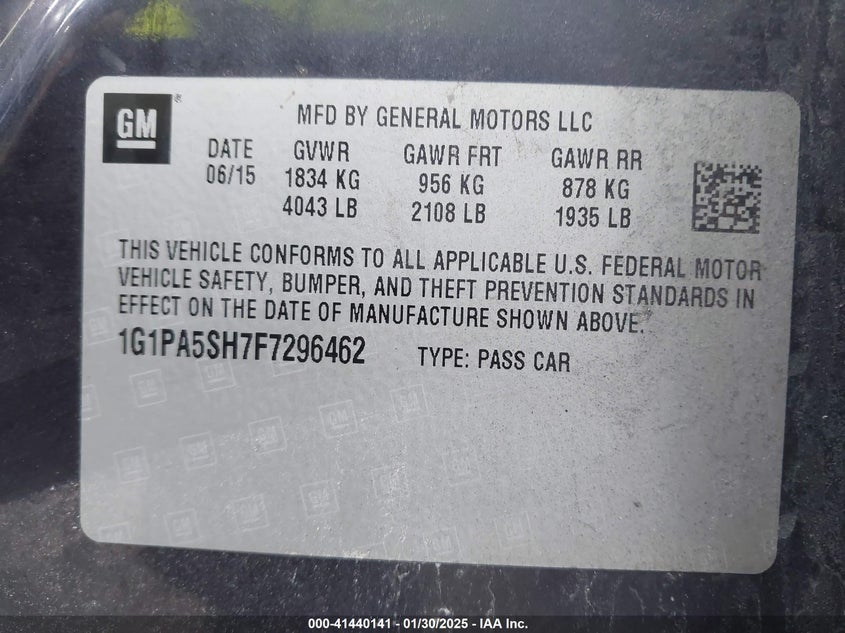 GM
MFD BY GENERAL MOTORS LLC
DATE GVWR GAWR FRT GAWR RR
06/15 1834 KG 956 KG 878 KG
4043 LB 2108 LB 1935 LB
THIS VEHICLE CONFORMS TO ALL APPLICABLE U.S. FEDERAL MOTOR
VEHICLE SAFETY, BUMPER, AND THEFT PREVENTION STANDARDS IN
EFFECT ON THE DATE OF MANUFACTURE SHOWN ABOVE.
1G1PA5SH7F7296462 TYPE: PASS CAR
000-41440141 - 01/30/2025 - IAA Inc.